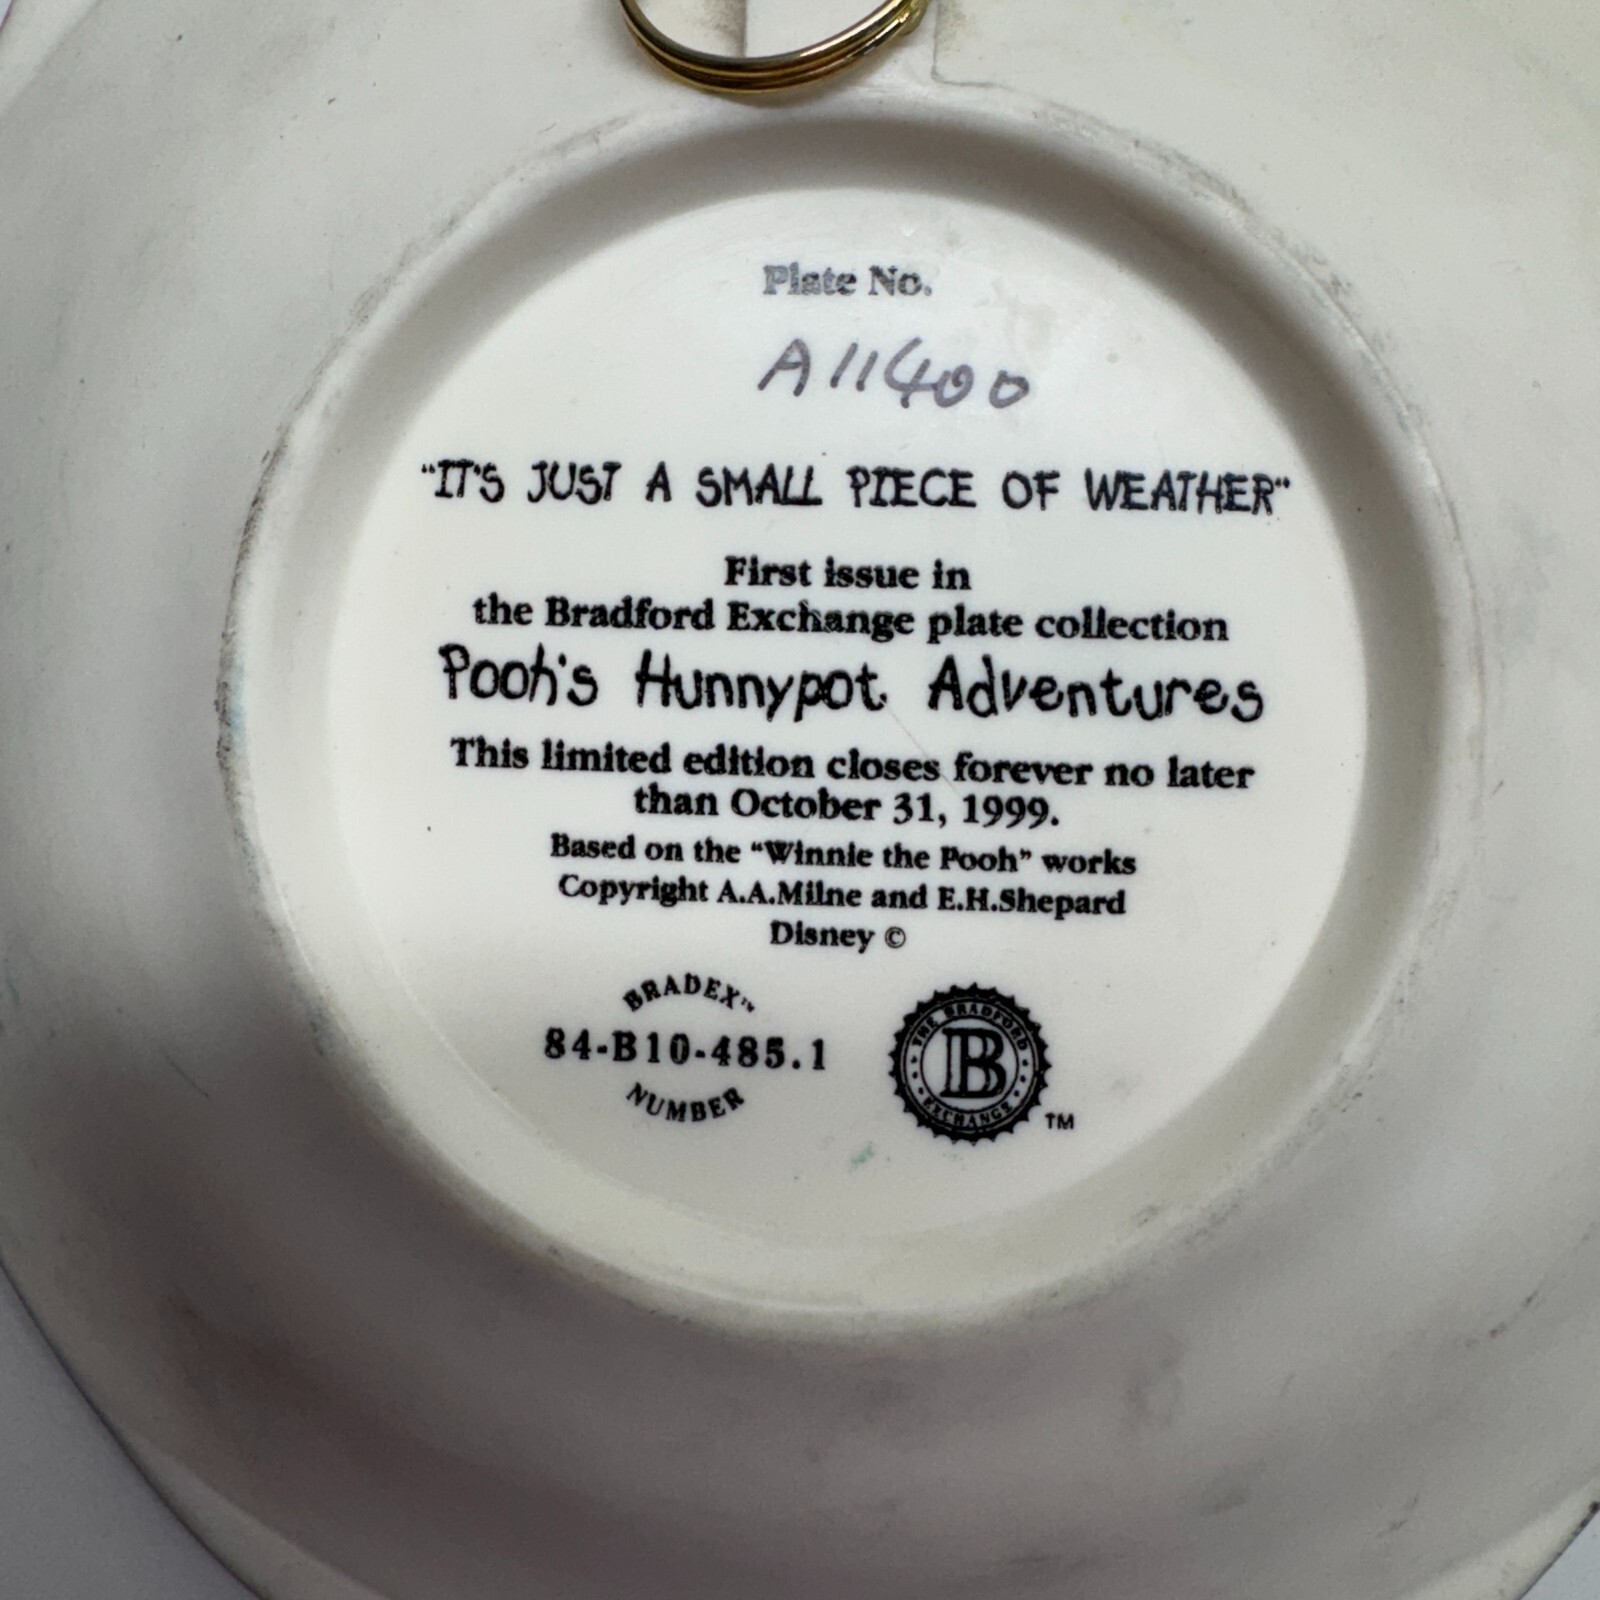 Plate No.
A11400
"IT'S JUST A SMALL PIECE OF WEATHER"
First issue in
the Bradford Exchange plate collection
Pooh's Hunnypot Adventures
This limited edition closes forever no later
than October 31, 1999.
Based on the “Winnie the Pooh” works
Copyright A.A.Milne and E.H.Shepard
Disney ©
BRADEX™
84-B10-485.1
NUMBER
THE BRADFORD
B
EXCHANGE
TM